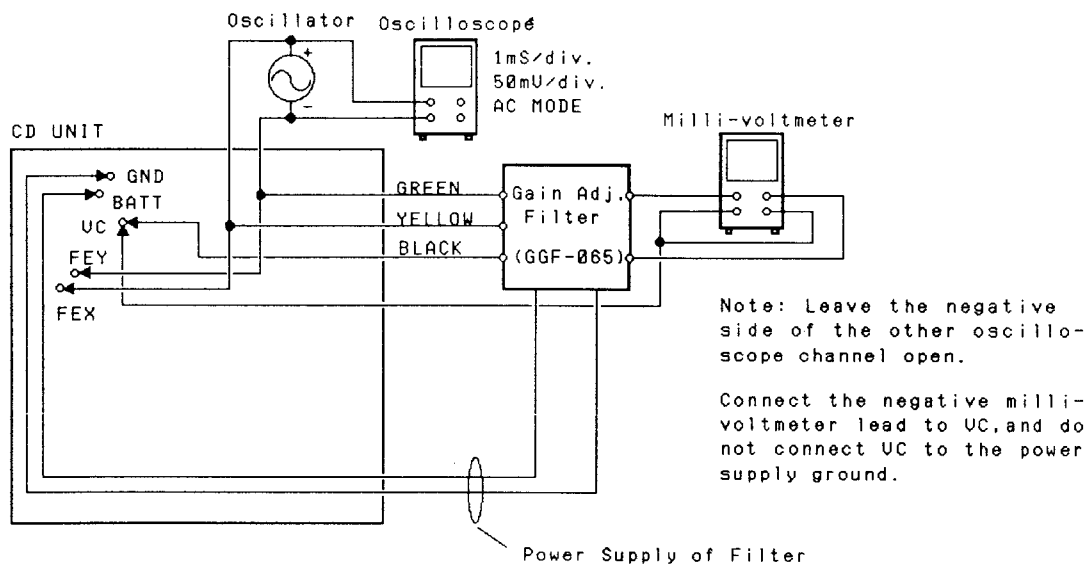 Oscillator
Oscilloscope
1mS/div.
50mV/div.
AC MODE
Milli-voltmeter
CD UNIT
GND
BATT
VC
FEY
FEX
GREEN
YELLOW
BLACK
Gain Adj.
Filter
(GGF-065)
Note: Leave the negative
side of the other oscillo-
scope channel open.
Connect the negative milli-
voltmeter lead to VC,and do
not connect VC to the power
supply ground.
Power Supply of Filter